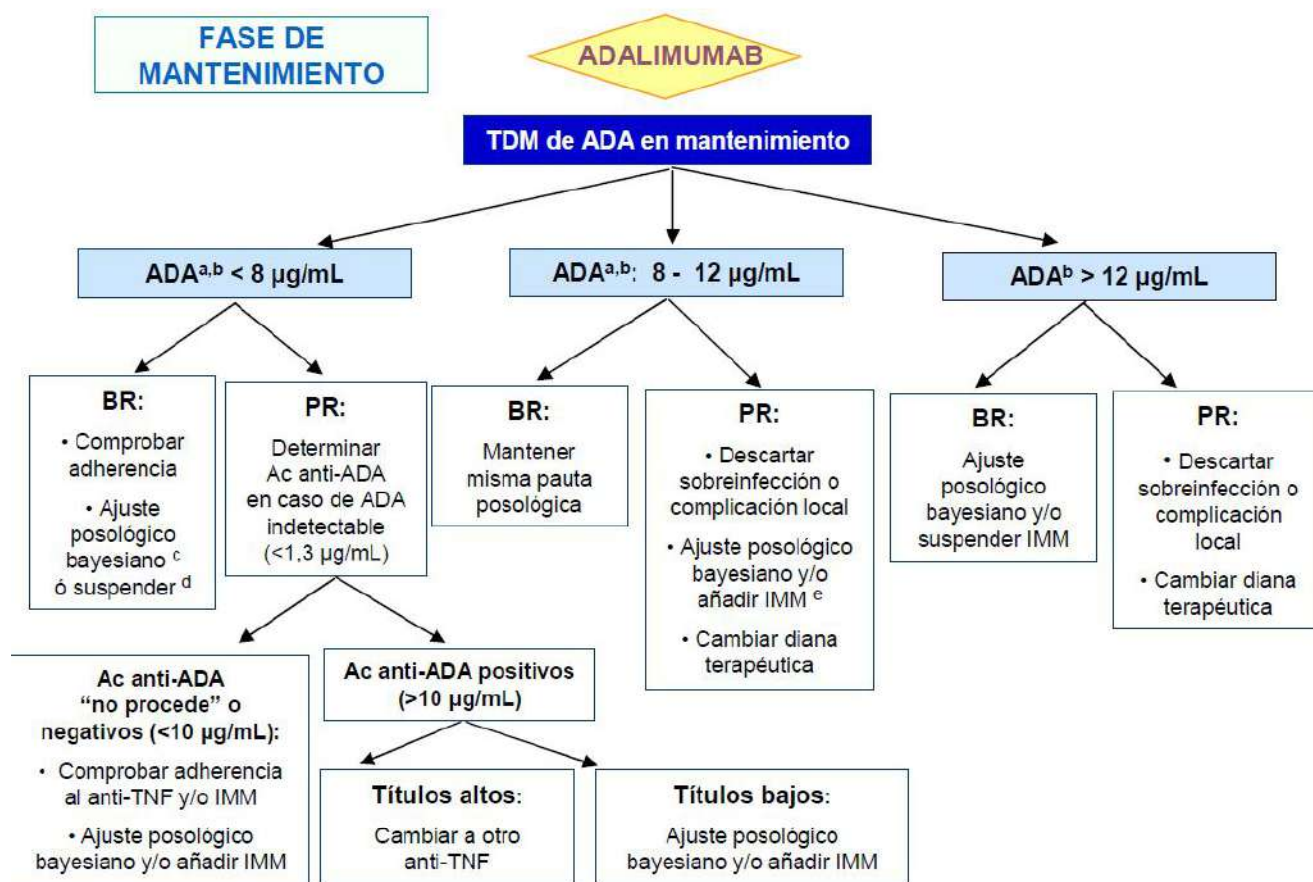 FASE DE
MANTENIMIENTO
ADALIMUMAB
TDM de ADA en mantenimiento
ADAa,b < 8 µg/mL
ADAa,b: 8 - 12 µg/mL
ADAb > 12 µg/mL
BR:
• Comprobar
adherencia
• Ajuste
posológico
bayesiano c
ó suspender d
PR:
Determinar
Ac anti-ADA
en caso de ADA
indetectable
(<1,3 µg/mL)
BR:
Mantener
misma pauta
posológica
PR:
• Descartar
sobreinfección o
complicación local
• Ajuste posológico
bayesiano y/o
añadir IMM e
• Cambiar diana
terapéutica
BR:
Ajuste
posológico
bayesiano y/o
suspender IMM
PR:
• Descartar
sobreinfección o
complicación
local
• Cambiar diana
terapéutica
Ac anti-ADA
“no procede” o
negativos (<10 µg/mL):
• Comprobar adherencia
al anti-TNF y/o IMM
• Ajuste posológico
bayesiano y/o añadir IMM
Ac anti-ADA positivos
(>10 µg/mL)
Títulos altos:
Cambiar a otro
anti-TNF
Títulos bajos:
Ajuste posológico
bayesiano y/o añadir IMM